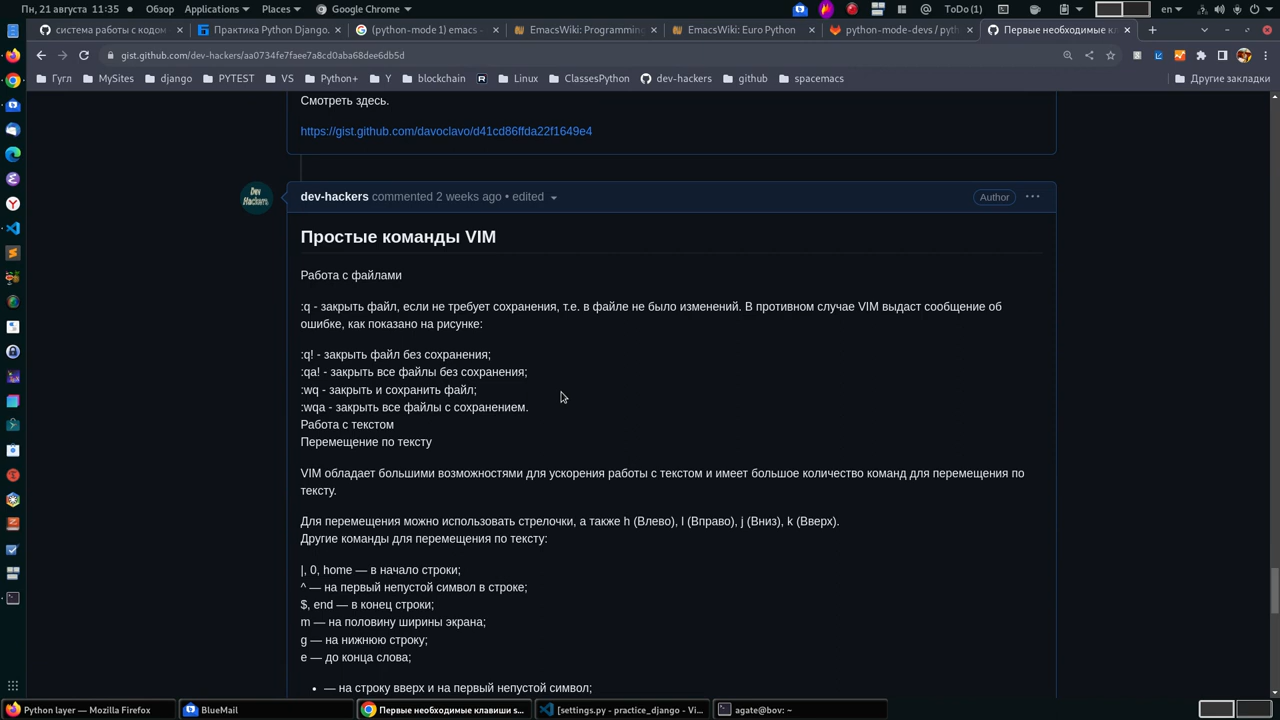 Пн, 21 августа 11:35 Обзор Applications Places Google Chrome ToDo (1) en
система работы с кодом
Практика Python Django.
(python-mode 1) emacs -
EmacsWiki: Programming
EmacsWiki: Euro Python
python-mode-devs / pyth
Первые необходимые кл
gist.github.com/dev-hackers/aa0734fe7faee7a8cd0aba68dee6db5d
Гугл MySites django PYTEST VS Python+ Y blockchain Linux ClassesPython dev-hackers github spacemacs Другие закладки
Смотреть здесь.
https://gist.github.com/davoclavo/d41cd86ffda22f1649e4
Dev Hackers
dev-hackers commented 2 weeks ago • edited Author
Простые команды VIM
Работа с файлами
:q - закрыть файл, если не требует сохранения, т.е. в файле не было изменений. В противном случае VIM выдаст сообщение об
ошибке, как показано на рисунке:
:q! - закрыть файл без сохранения;
:qa! - закрыть все файлы без сохранения;
:wq - закрыть и сохранить файл;
:wqa - закрыть все файлы с сохранением.
Работа с текстом
Перемещение по тексту
VIM обладает большими возможностями для ускорения работы с текстом и имеет большое количество команд для перемещения по
тексту.
Для перемещения можно использовать стрелочки, а также h (Влево), l (Вправо), j (Вниз), k (Вверх).
Другие команды для перемещения по тексту:
|, 0, home — в начало строки;
^ — на первый непустой символ в строке;
$, end — в конец строки;
m — на половину ширины экрана;
g — на нижнюю строку;
e — до конца слова;
• — на строку вверх и на первый непустой символ;
Python layer — Mozilla Firefox
BlueMail
Первые необходимые клавиши s...
[settings.py - practice_django - Vi...
agate@bov: ~